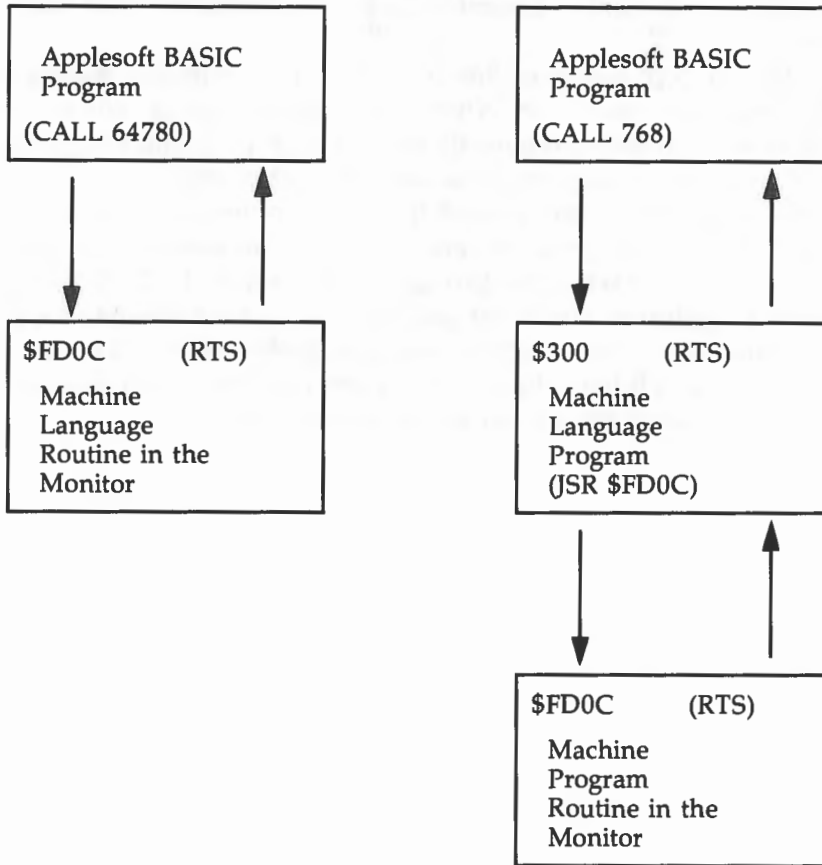 Applesoft BASIC
Program
(CALL 64780)
$FD0C (RTS)
Machine
Language
Routine in the
Monitor
Applesoft BASIC
Program
(CALL 768)
$300 (RTS)
Machine
Language
Program
(JSR $FD0C)
$FD0C (RTS)
Machine
Program
Routine in the
Monitor